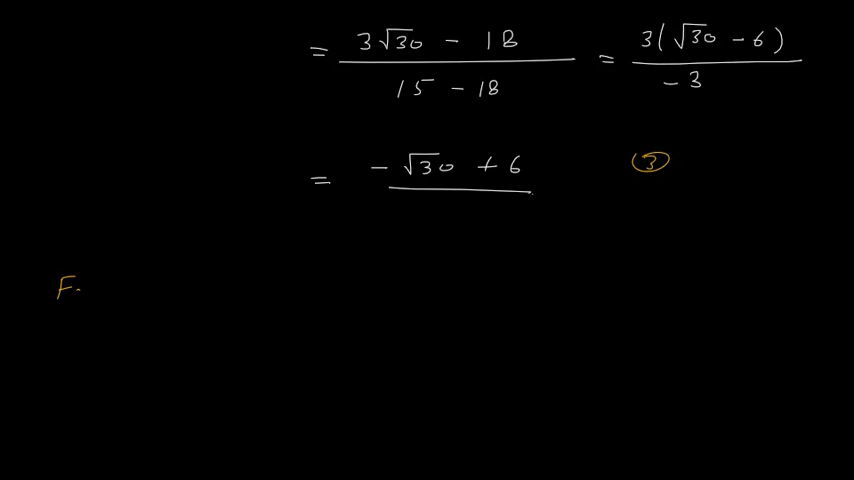 = 3√30 - 18 / 15 - 18 = 3(√30 - 6) / -3
= - √30 + 6 ③
F.